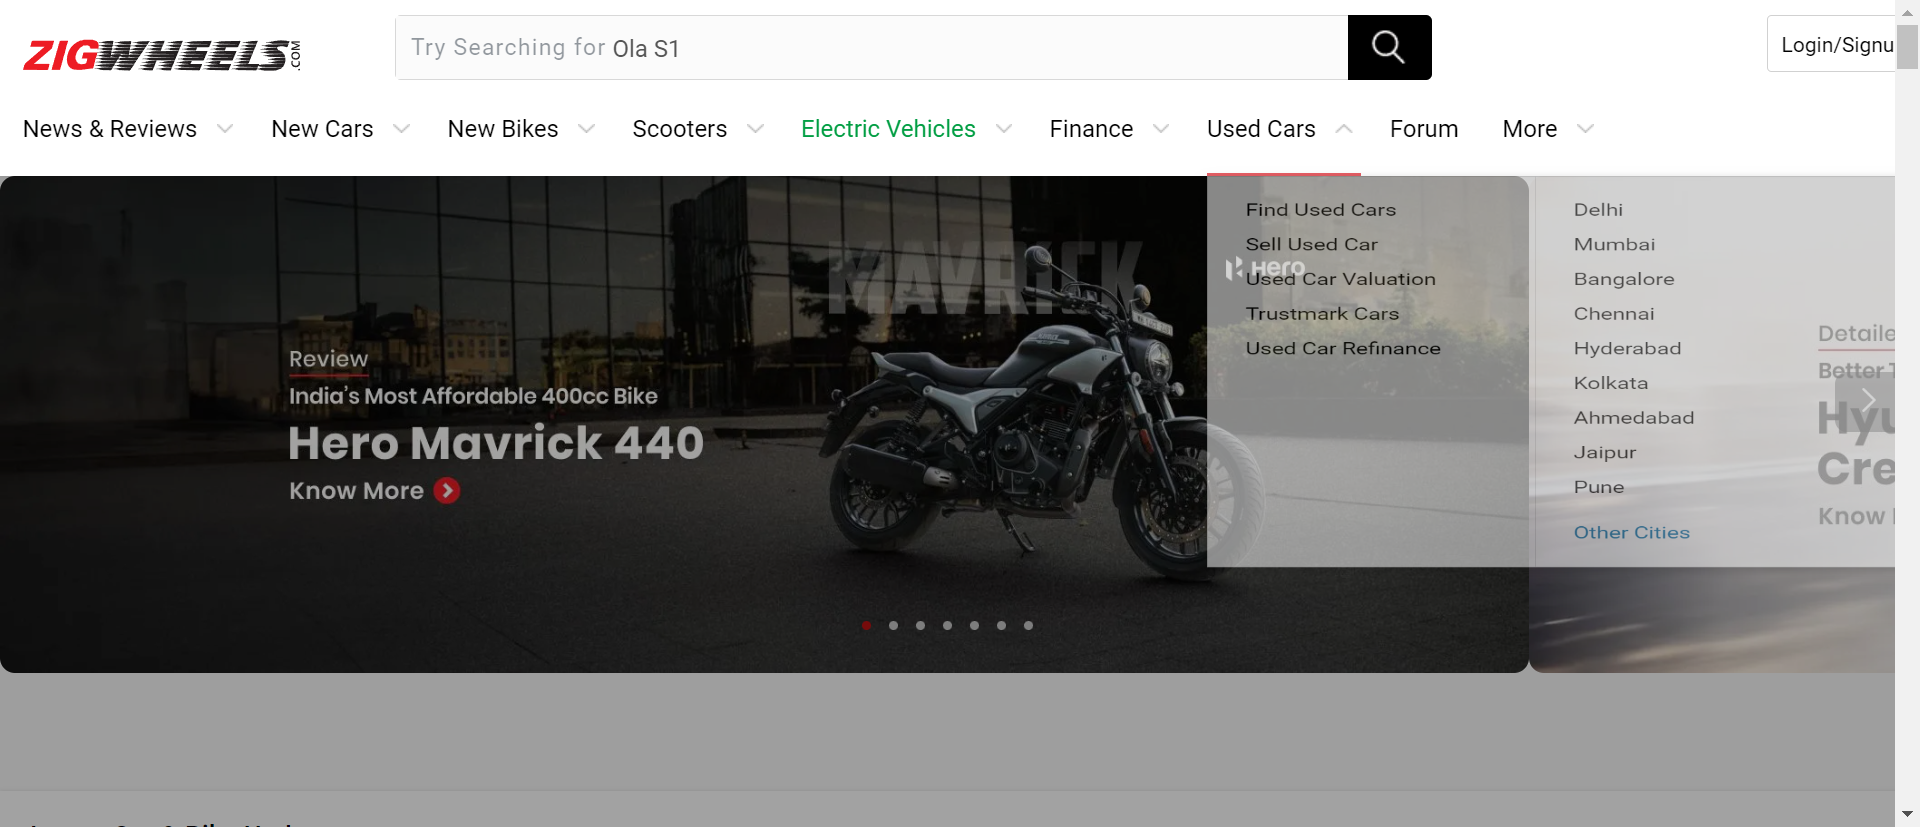 ZIGWHEELS.COM
Try Searching for Ola S1
Login/Signu
News & Reviews
New Cars
New Bikes
Scooters
Electric Vehicles
Finance
Used Cars
Forum
More
MAVRICK
Hero
Review
India's Most Affordable 400cc Bike
Hero Mavrick 440
Know More
Find Used Cars
Sell Used Car
Used Car Valuation
Trustmark Cars
Used Car Refinance
Delhi
Mumbai
Bangalore
Chennai
Hyderabad
Kolkata
Ahmedabad
Jaipur
Pune
Other Cities
Detaile
Better T
Hyu
Cre
Know